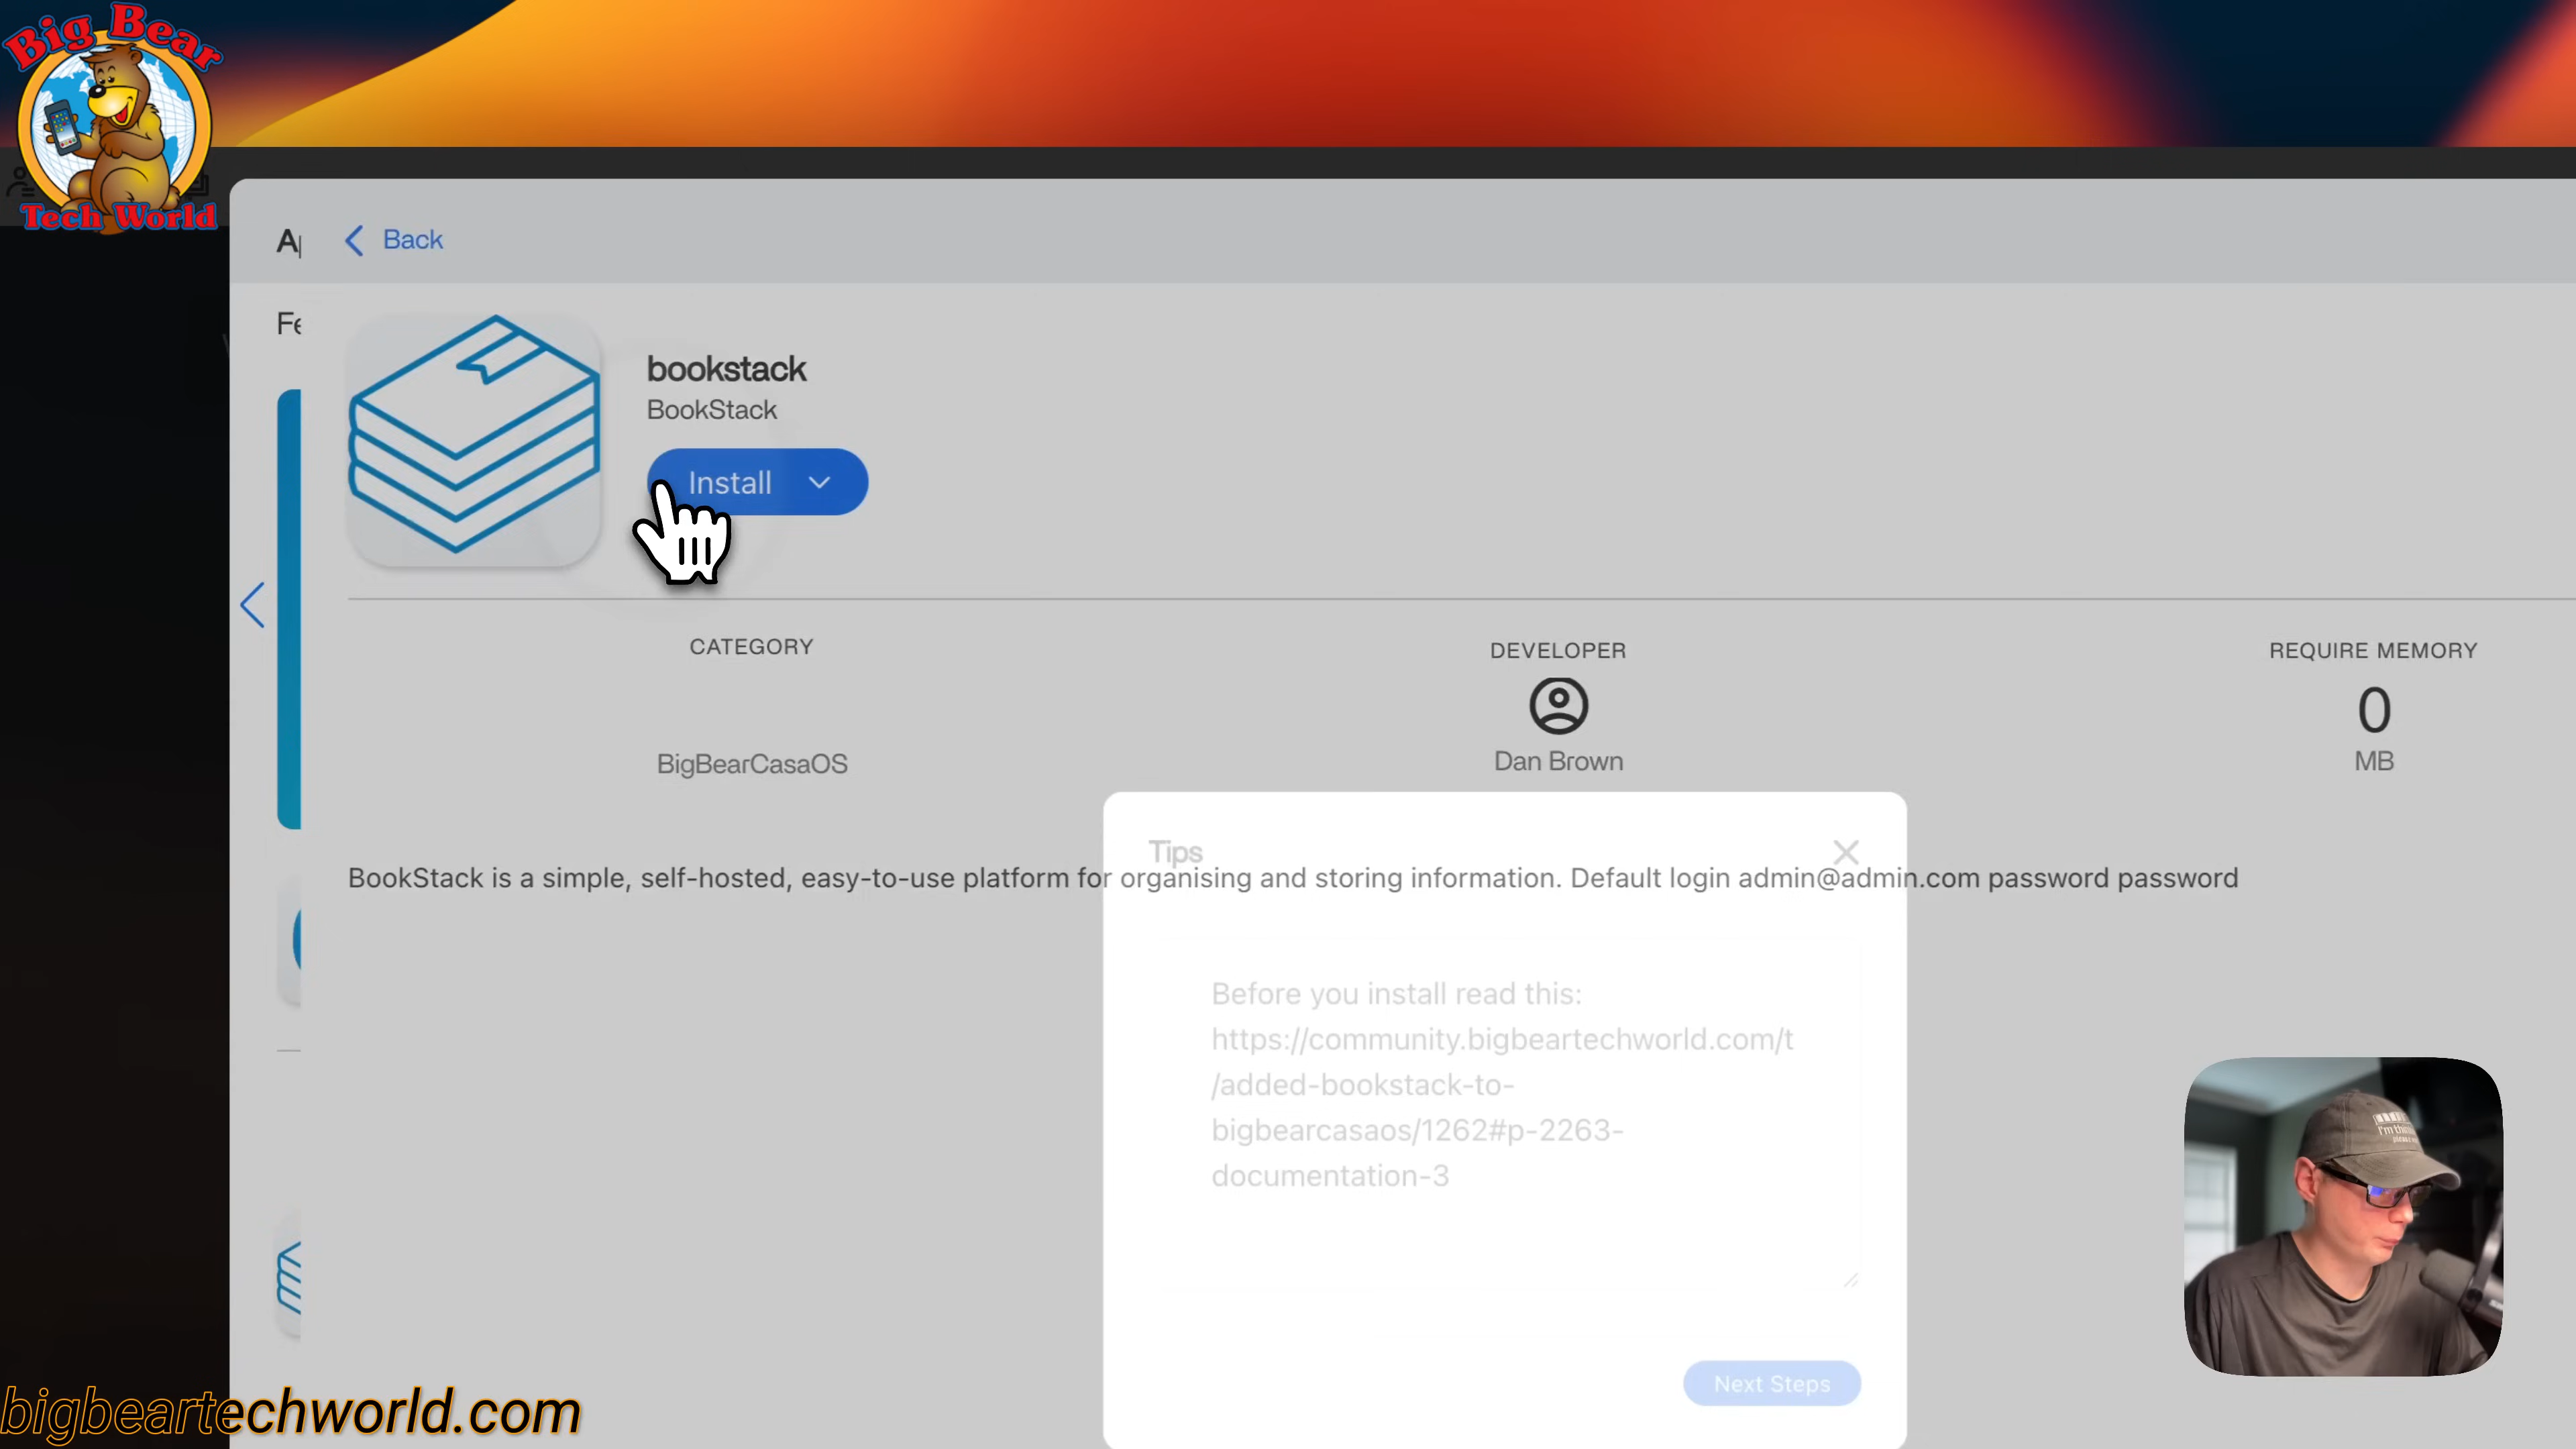 Big Bear
Tech World
Back
Fe
bookstack
BookStack
Install
CATEGORY
DEVELOPER
REQUIRE MEMORY
0
BigBearCasaOS
Dan Brown
MB
Tips
BookStack is a simple, self-hosted, easy-to-use platform for organising and storing information. Default login admin@admin.com password password
Before you install read this:
https://community.bigbeartechworld.com/t
/added-bookstack-to-
bigbearcasaos/1262#p-2263-
documentation-3
Next Steps
bigbeartechworld.com